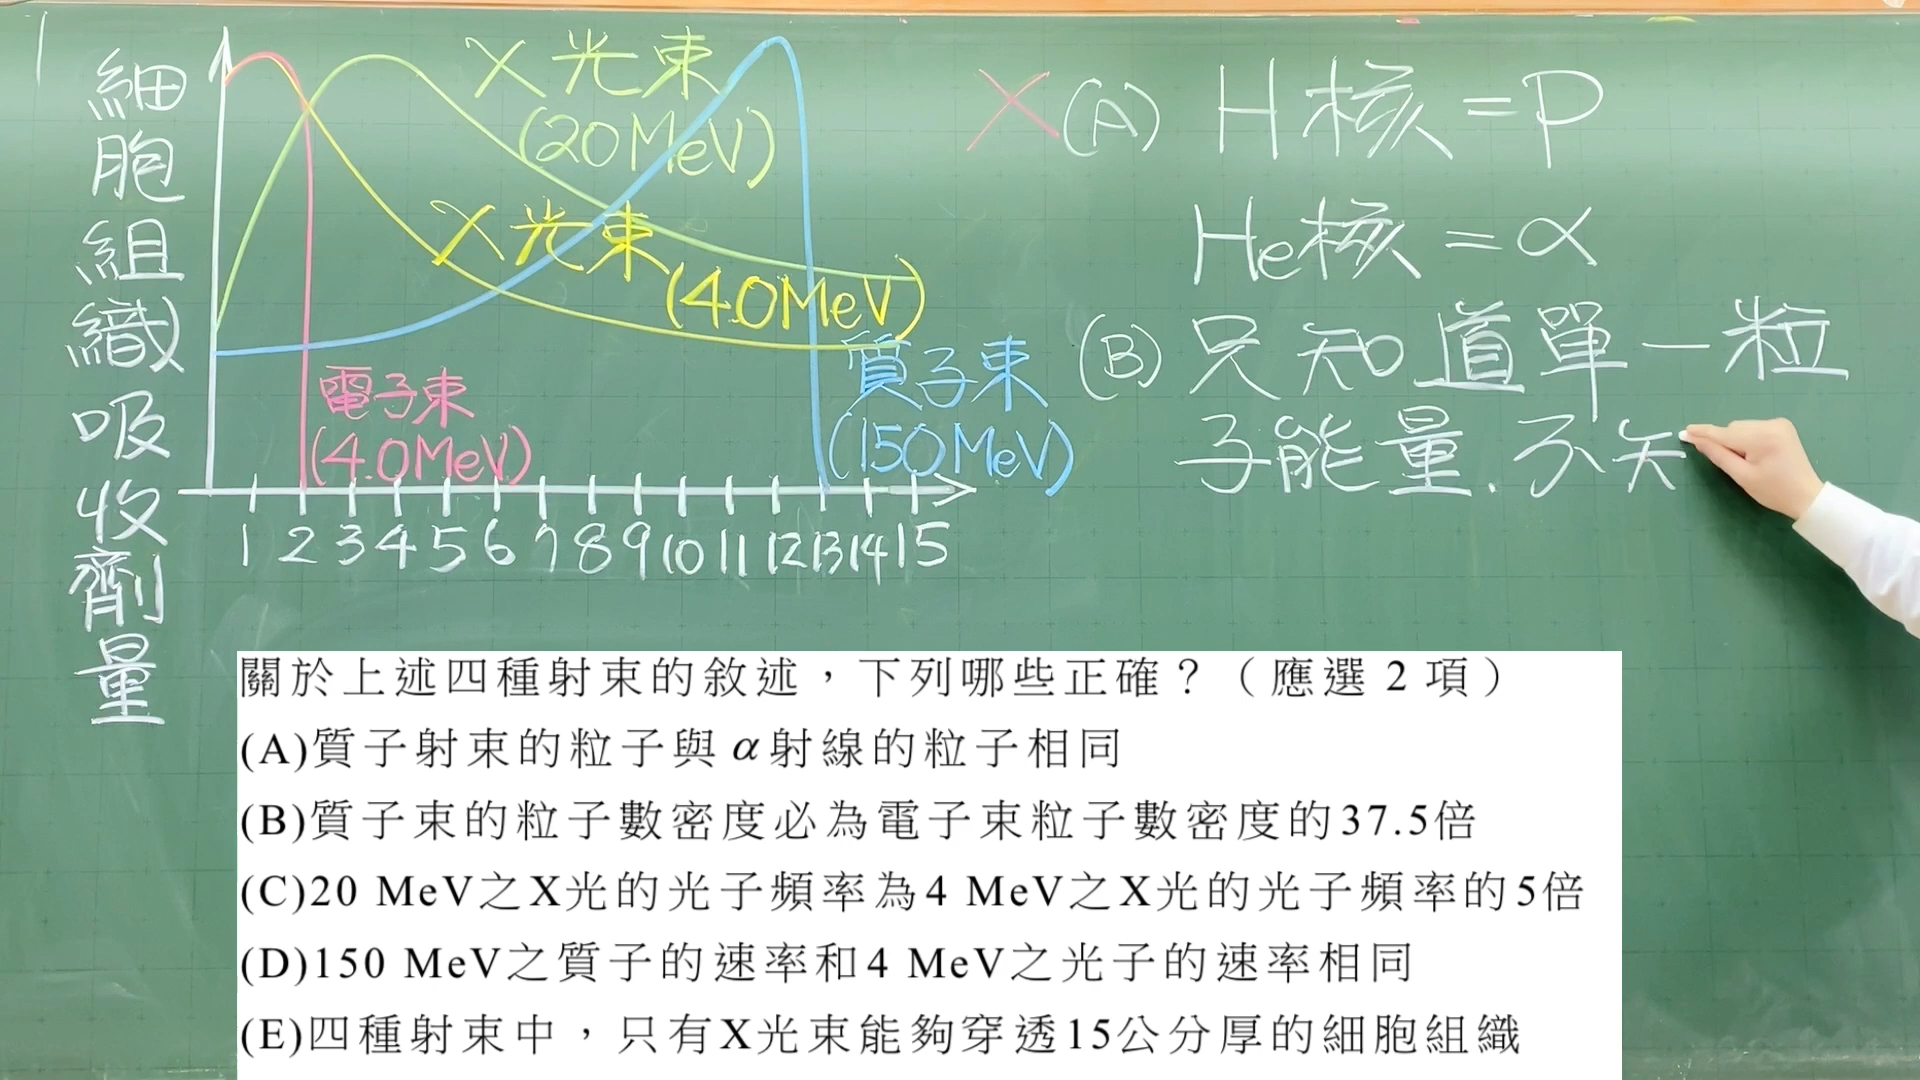 細胞組織吸收劑量
X光束
(20MeV)
X光束
(4.0MeV)
電子束
(4.0MeV)
質子束
(150MeV)
1 2 3 4 5 6 7 8 9 10 11 12 13 14 15
X (A) H核=P
He核=α
(B) 只知道單一粒
子能量.不知
關於上述四種射束的敘述，下列哪些正確？（應選2項）
(A)質子射束的粒子與α射線的粒子相同
(B)質子束的粒子數密度必為電子束粒子數密度的37.5倍
(C)20 MeV之X光的光子頻率為4 MeV之X光的光子頻率的5倍
(D)150 MeV之質子的速率和4 MeV之光子的速率相同
(E)四種射束中，只有X光束能夠穿透15公分厚的細胞組織